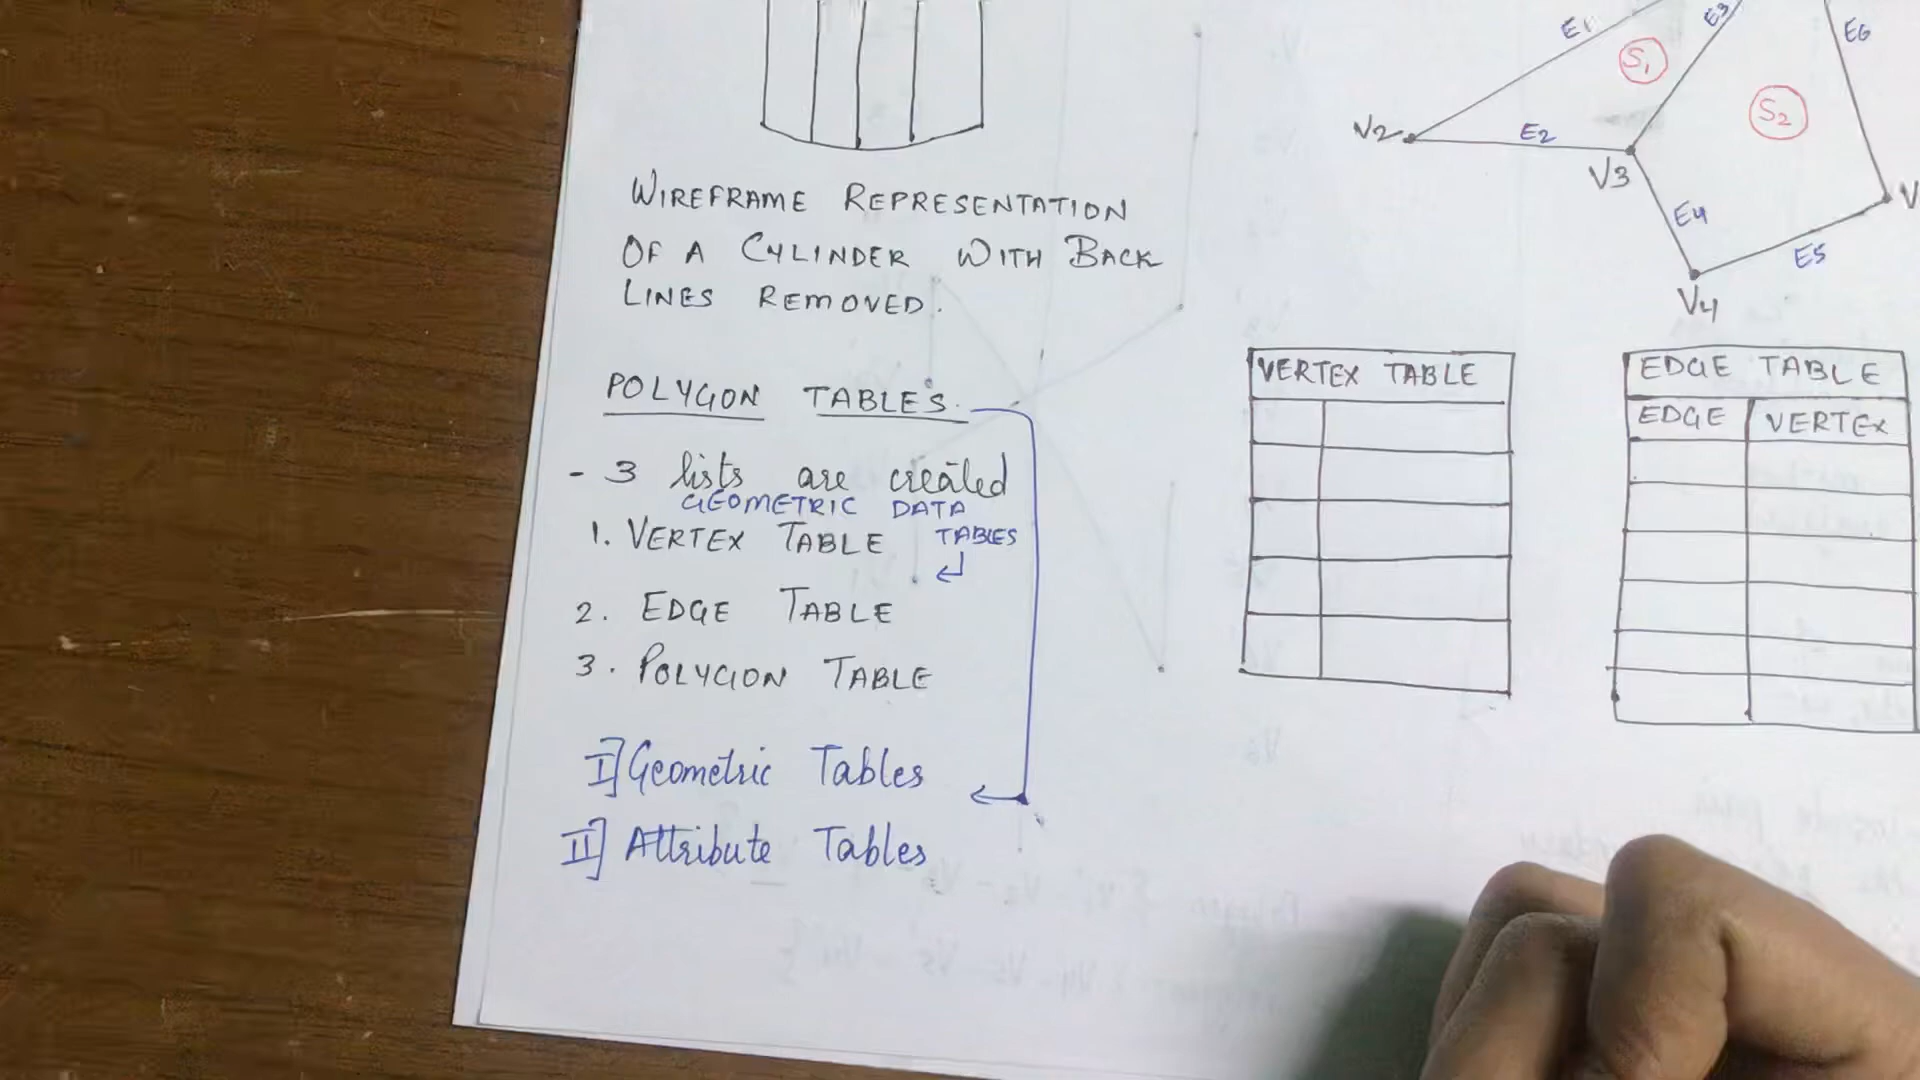 WIREFRAME REPRESENTATION
OF A CYLINDER WITH BACK
LINES REMOVED.
POLYGON TABLES.
- 3 lists are created
GEOMETRIC DATA
TABLES
1. VERTEX TABLE
2. EDGE TABLE
3. POLYGON TABLE
I] Geometric Tables
II] Attribute Tables
E1
E3
E6
S1
S2
V2
E2
V3
V
E4
E5
V4
VERTEX TABLE
EDGE TABLE
EDGE VERTEX